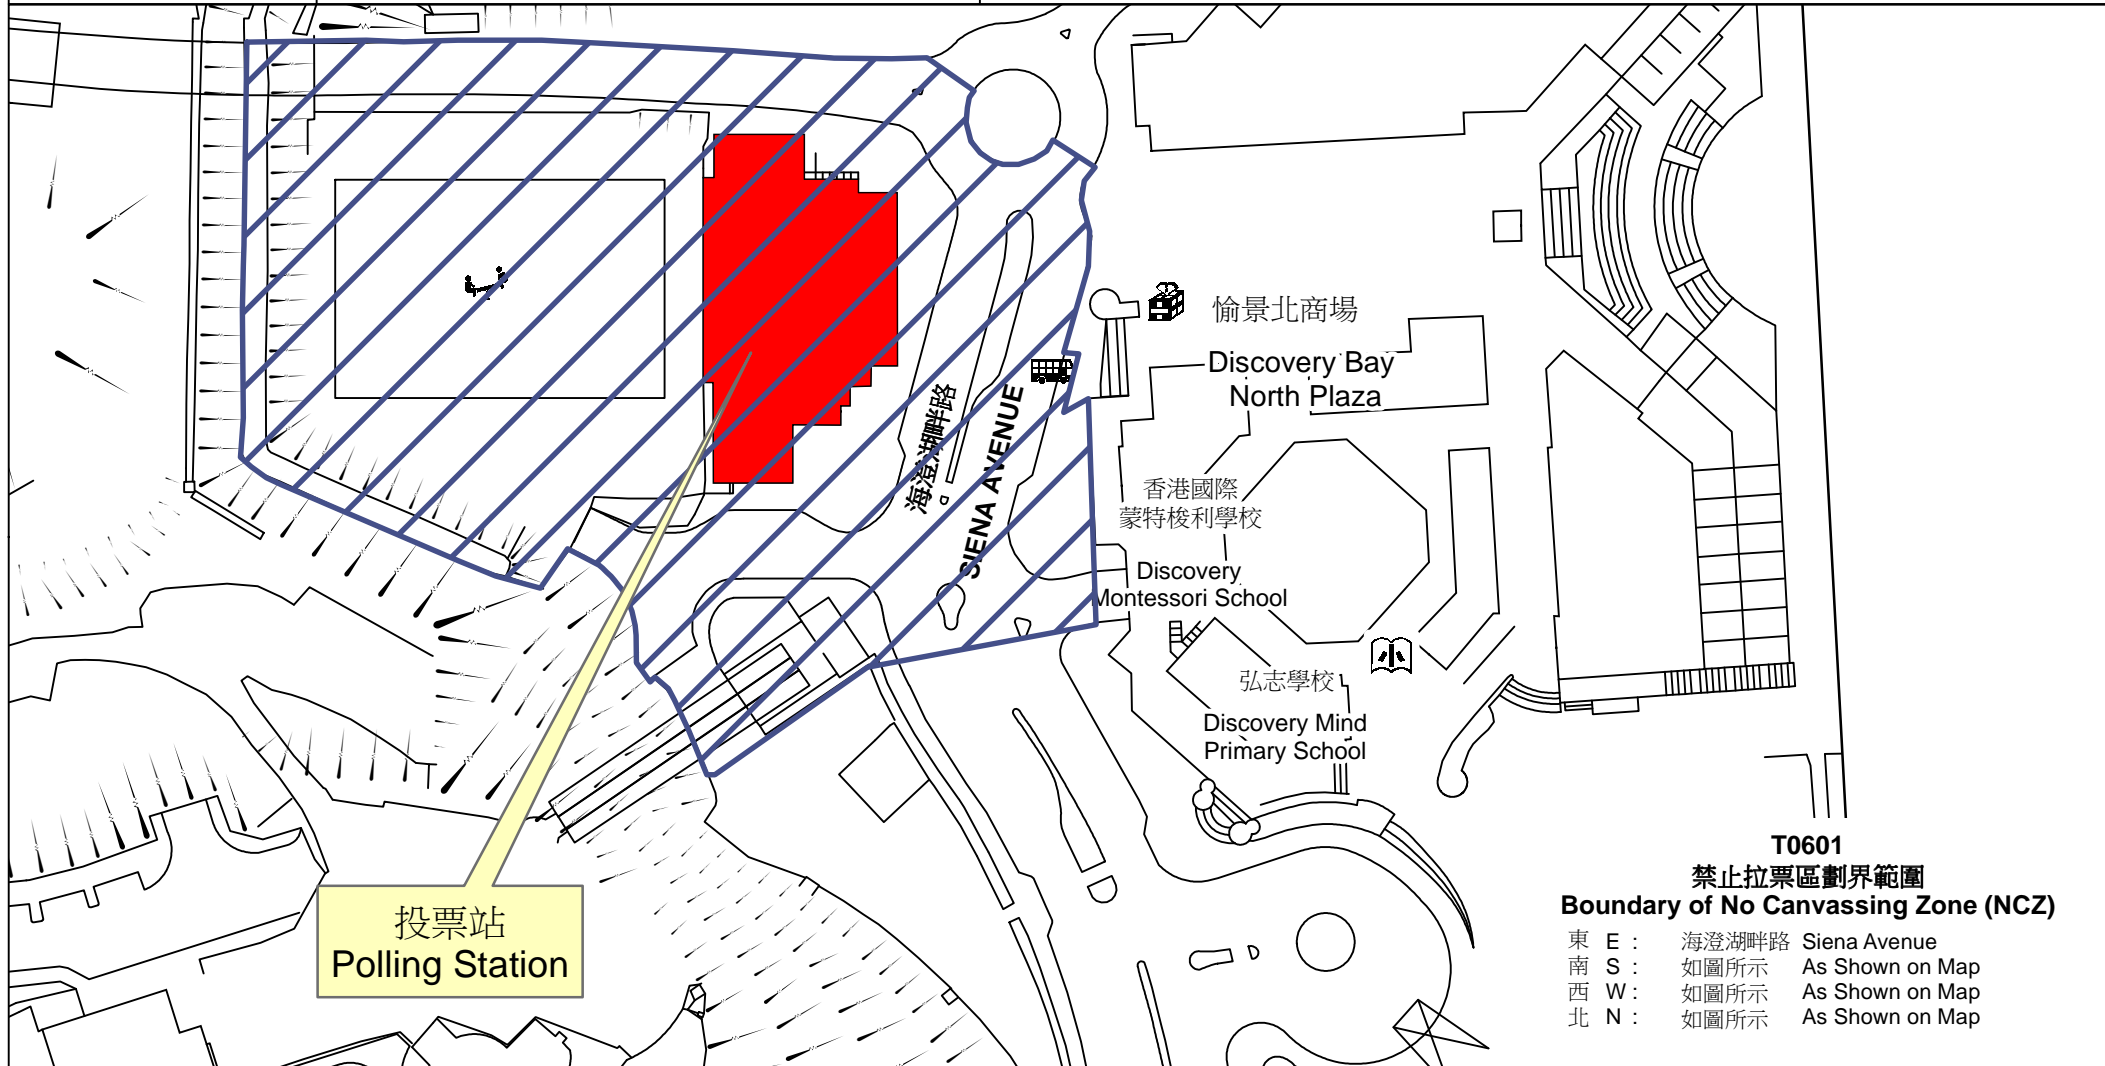 愉景北商場
Discovery Bay
North Plaza
海澄湖畔路
SIENA AVENUE
香港國際
蒙特梭利學校
Discovery
Montessori School
弘志學校
Discovery Mind
Primary School
投票站
Polling Station
T0601
禁止拉票區劃界範圍
Boundary of No Canvassing Zone (NCZ)
東 E : 海澄湖畔路 Siena Avenue
南 S : 如圖所示 As Shown on Map
西 W : 如圖所示 As Shown on Map
北 N : 如圖所示 As Shown on Map